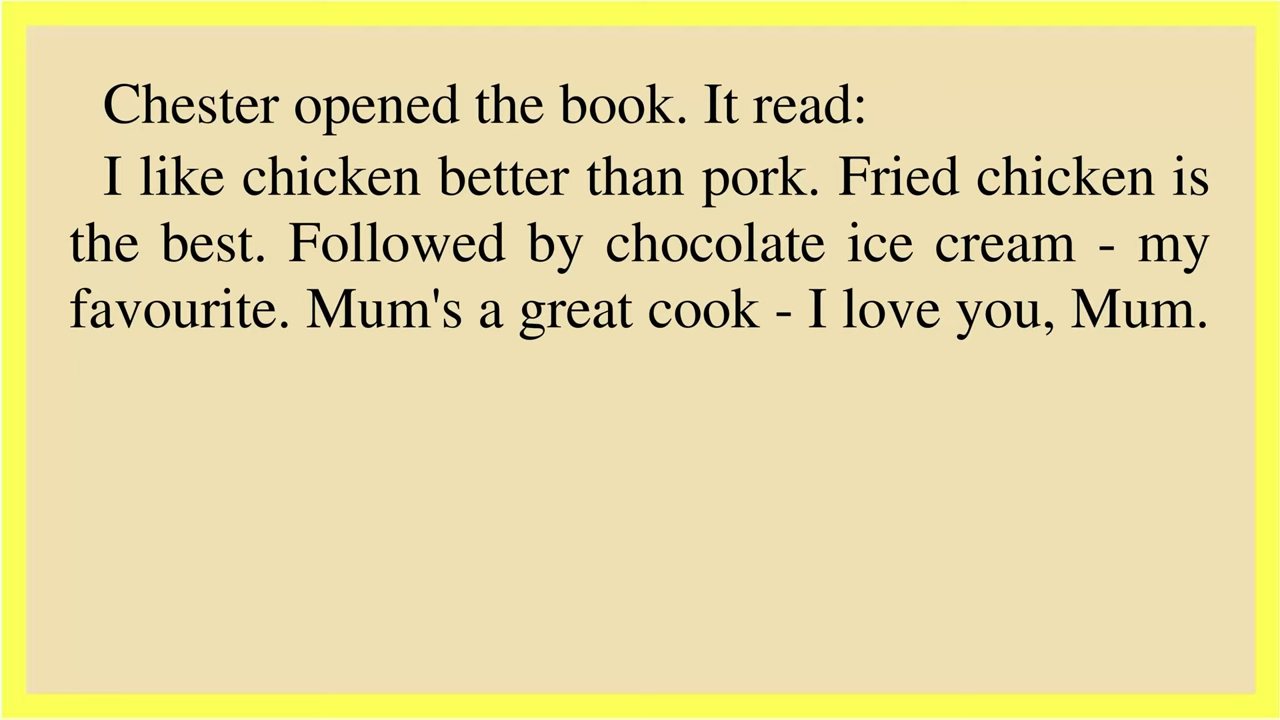 Chester opened the book. It read:
I like chicken better than pork. Fried chicken is
the best. Followed by chocolate ice cream - my
favourite. Mum's a great cook - I love you, Mum.